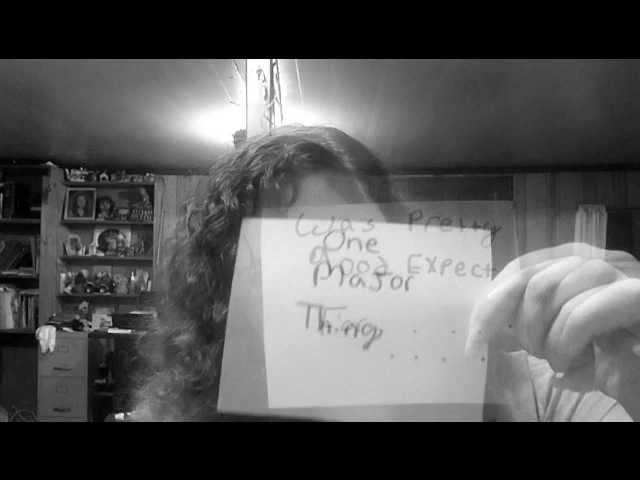 Was Pretty
One
Good Expect
Major
Thing . . . .
. . . . .